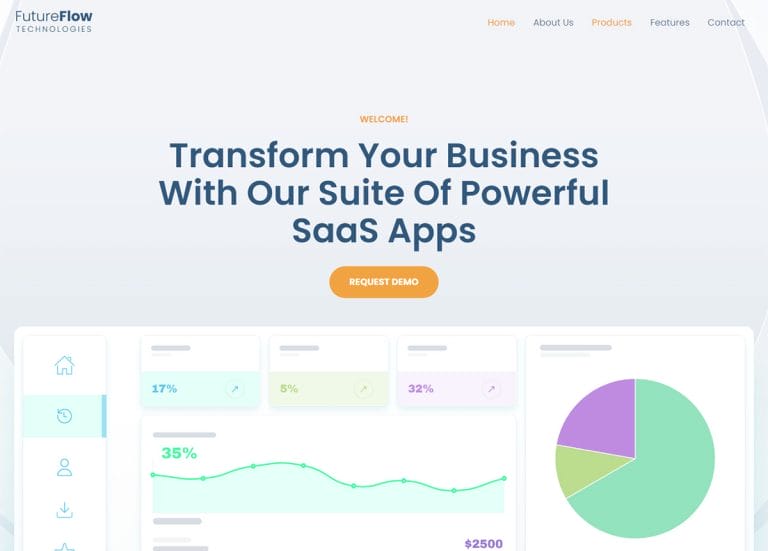 FutureFlow
TECHNOLOGIES
Home About Us Products Features Contact
WELCOME!
Transform Your Business
With Our Suite Of Powerful
SaaS Apps
REQUEST DEMO
17% 5% 32%
35%
$2500